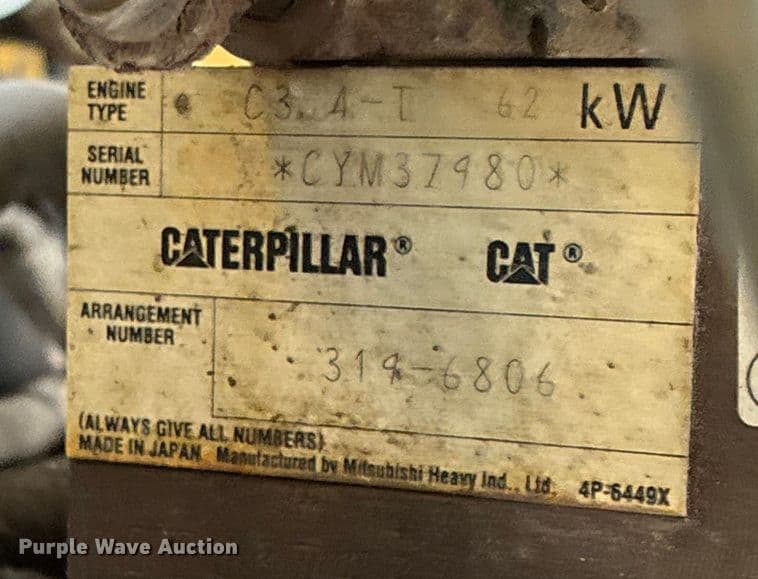 ENGINE TYPE C3.4-T 62 kW
SERIAL NUMBER *CYM37980*
CATERPILLAR® CAT®
ARRANGEMENT NUMBER 314-6806
(ALWAYS GIVE ALL NUMBERS)
MADE IN JAPAN Manufactured by Mitsubishi Heavy Ind., Ltd. 4P-6449X
Purple Wave Auction